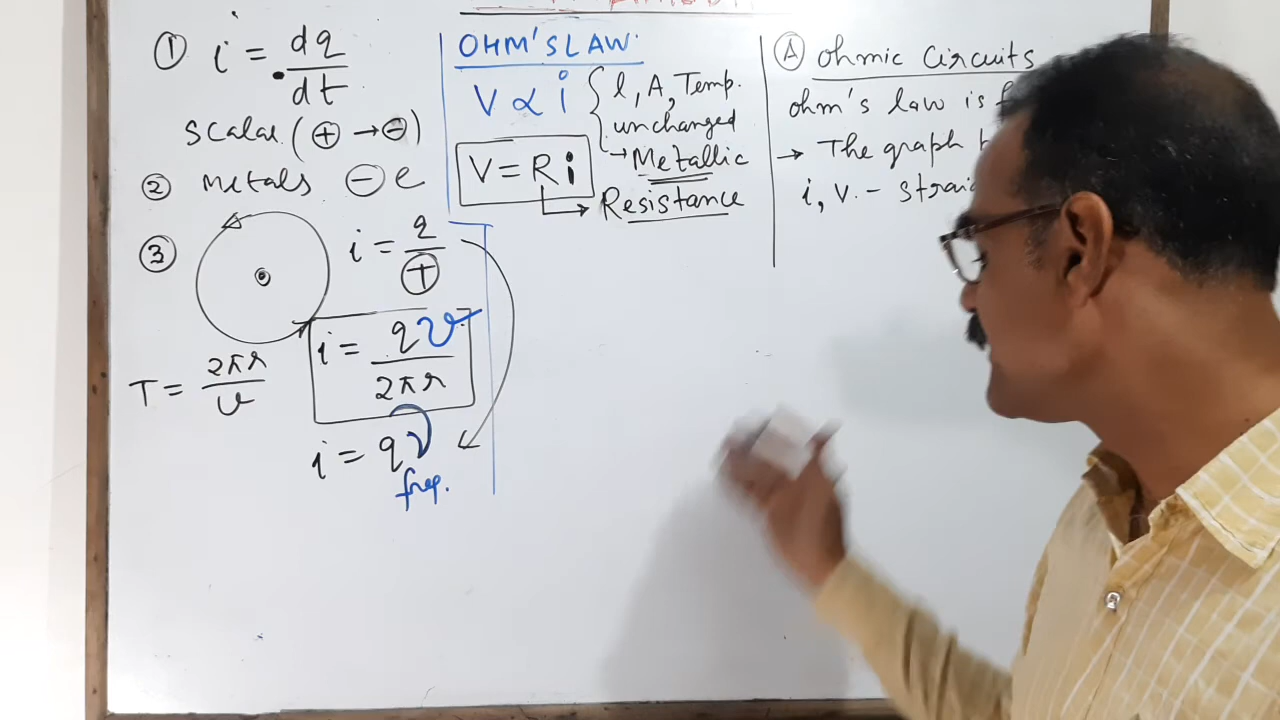 ① i = dq/dt
scalar (⊕ → ⊖)
② metals ⊖ e
③ i = q/T
i = qv/2πr
T = 2πr/v
i = qν
freq.
OHM'S LAW.
V ∝ i { l, A, Temp.
unchanged
→ Metallic
V = R i
→ Resistance
Ⓐ ohmic Circuits
ohm's law is
→ The graph
i, V. –